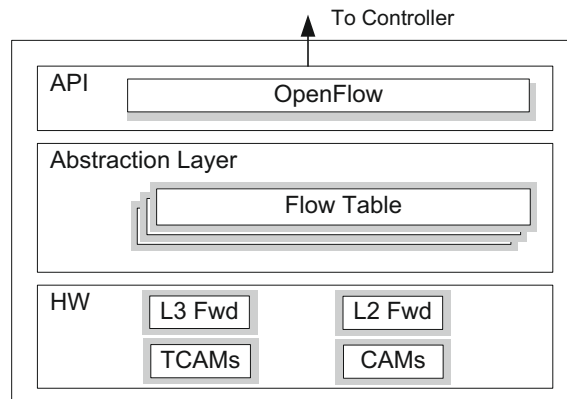 To Controller
API
OpenFlow
Abstraction Layer
Flow Table
HW
L3 Fwd
L2 Fwd
TCAMs
CAMs